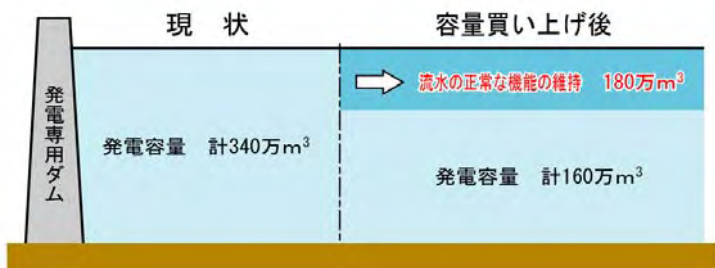 現　状
容量買い上げ後
発電専用ダム
発電容量　計340万m³
流水の正常な機能の維持　180万m³
発電容量　計160万m³